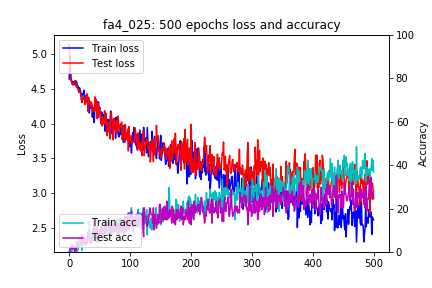 fa4_025: 500 epochs loss and accuracy
Train loss
Test loss
Train acc
Test acc
Loss
5.0
4.5
4.0
3.5
3.0
2.5
Accuracy
100
80
60
40
20
0
0 100 200 300 400 500